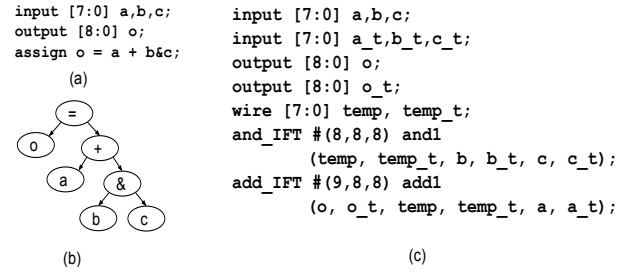 input [7:0] a,b,c;
output [8:0] o;
assign o = a + b&c;
(a)
=
o
+
a
&
b
c
(b)
input [7:0] a,b,c;
input [7:0] a_t,b_t,c_t;
output [8:0] o;
output [8:0] o_t;
wire [7:0] temp, temp_t;
and_IFT #(8,8,8) and1
(temp, temp_t, b, b_t, c, c_t);
add_IFT #(9,8,8) add1
(o, o_t, temp, temp_t, a, a_t);
(c)